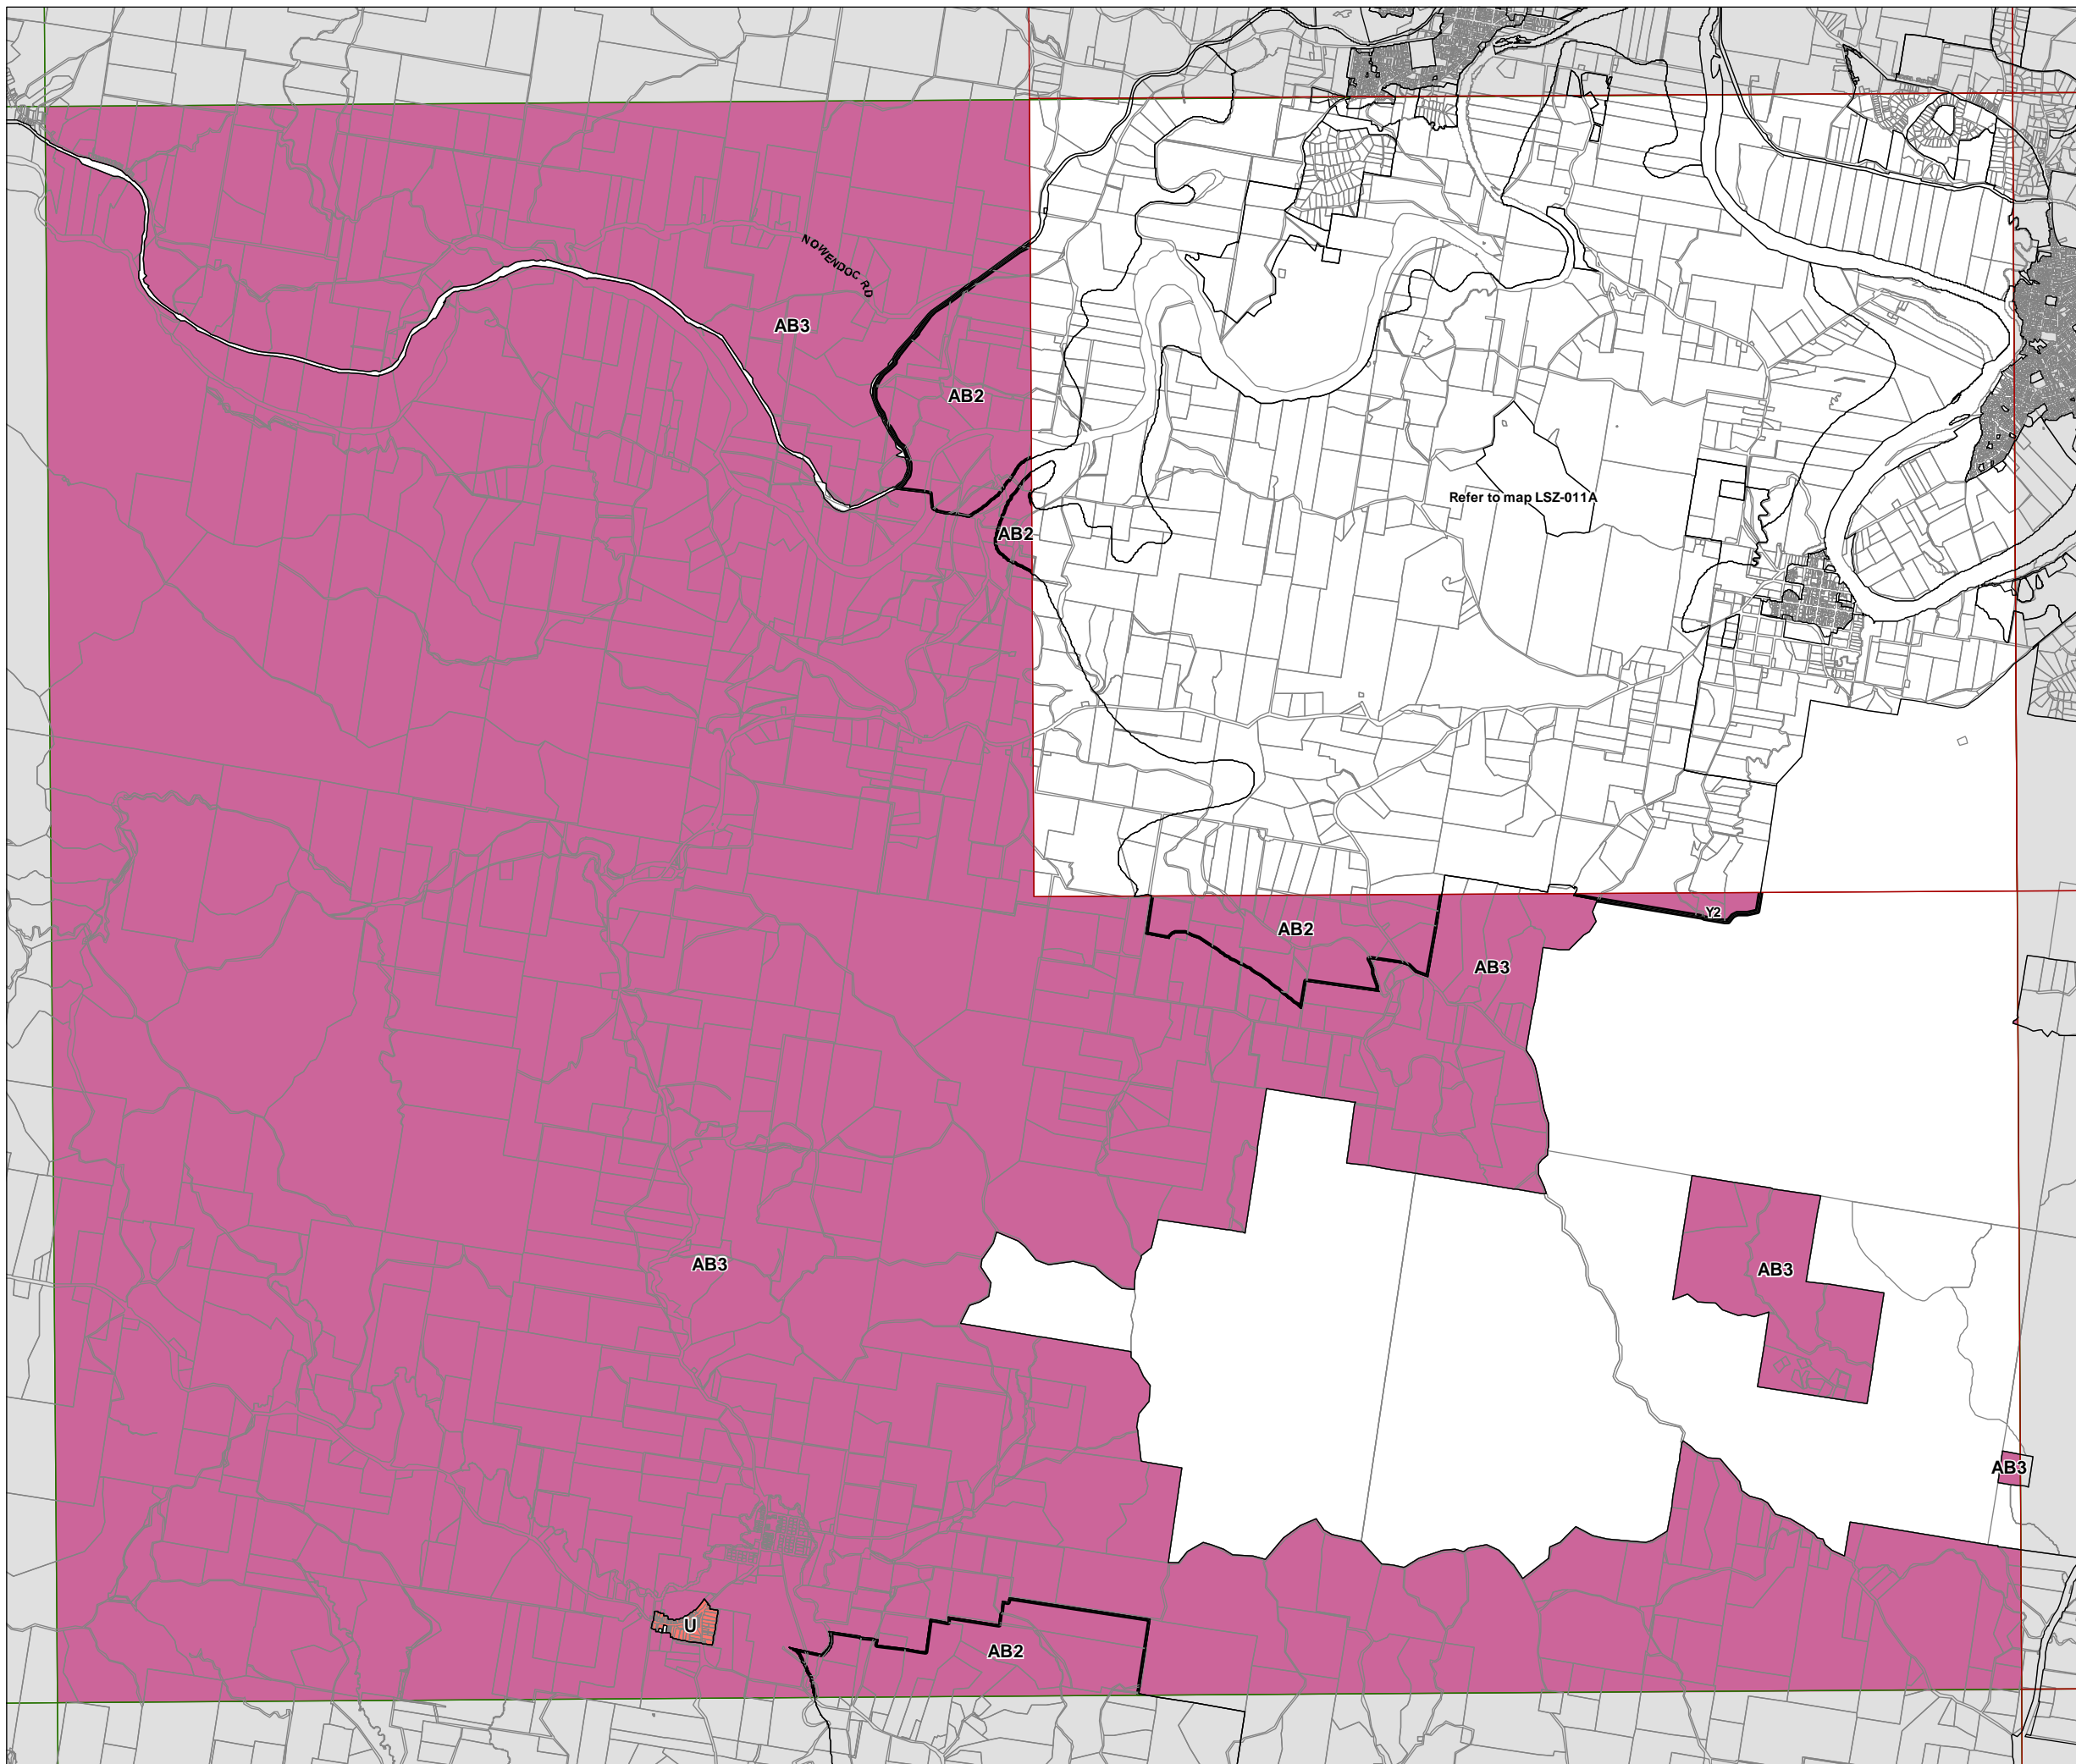 NOWENDOC RD
AB3
AB2
Refer to map LSZ-011A
AB2
Y2
AB2
AB3
AB3
AB3
AB3
U
AB2